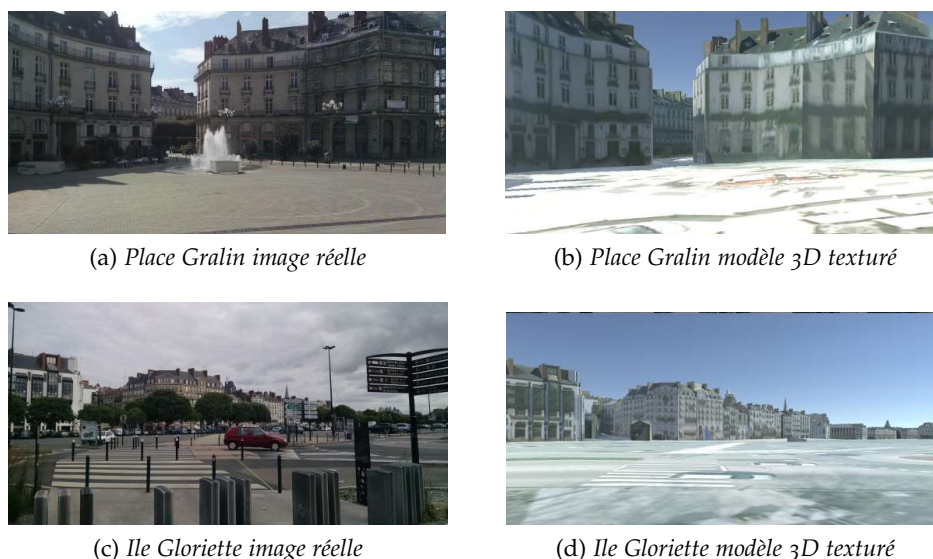 (a) Place Gralin image réelle
(b) Place Gralin modèle 3D texturé
(c) Ile Gloriette image réelle
(d) Ile Gloriette modèle 3D texturé